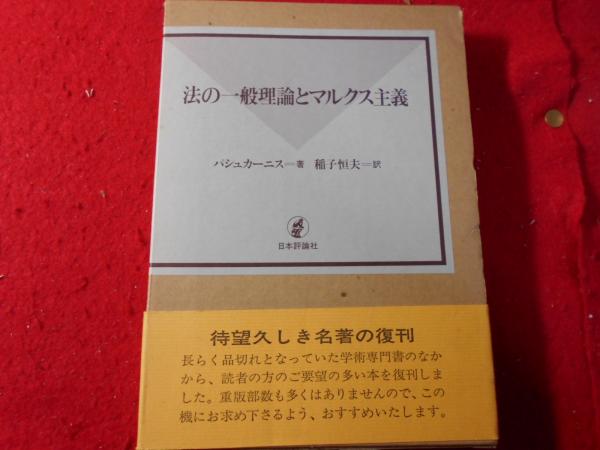 法の一般理論とマルクス主義
パシュカーニス＝著 稲子恒夫＝訳
日本評論社
待望久しき名著の復刊
長らく品切れとなっていた学術専門書のなか
から、読者の方のご要望の多い本を復刊しま
した。重版部数も多くはありませんので、この
機にお求め下さるよう、おすすめいたします。